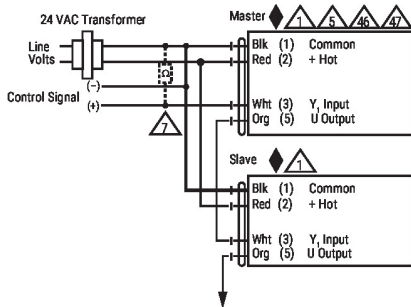 24 VAC Transformer
Master 1 5 46 47
Line
Volts
Blk (1) Common
Red (2) + Hot
Ω
(–)
Control Signal
(+)
Wht (3) Y, Input
Org (5) U Output
7
Slave 1
Blk (1) Common
Red (2) + Hot
Wht (3) Y, Input
Org (5) U Output